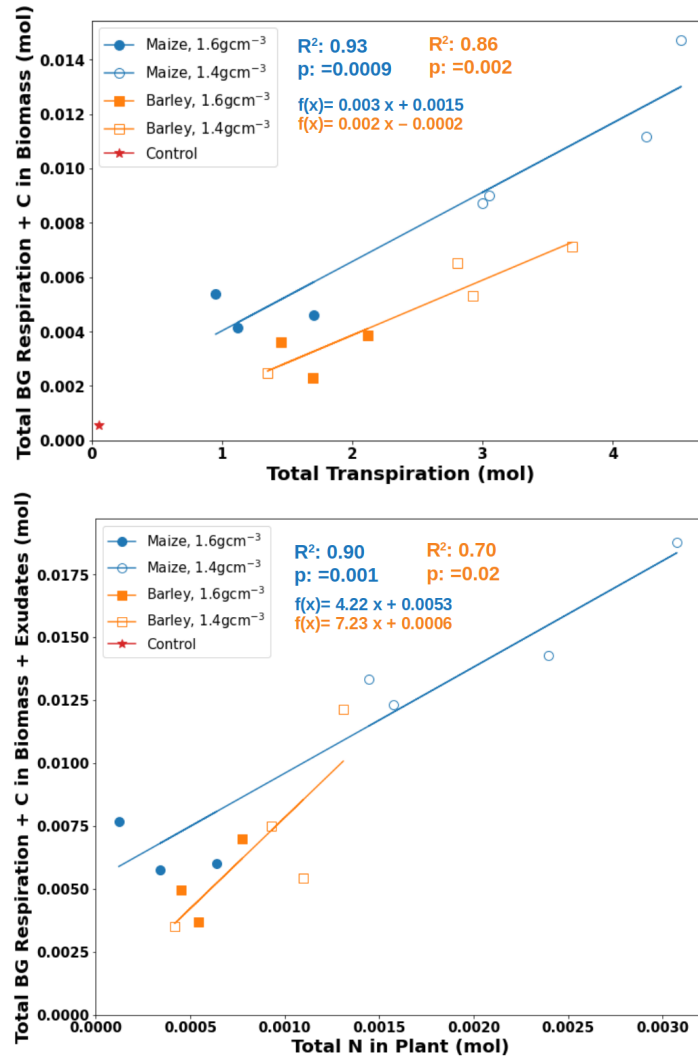 Total BG Respiration + C in Biomass (mol)
0.014
0.012
0.010
0.008
0.006
0.004
0.002
0.000
Maize, 1.6gcm⁻³
Maize, 1.4gcm⁻³
Barley, 1.6gcm⁻³
Barley, 1.4gcm⁻³
Control
R²: 0.93
p: =0.0009
R²: 0.86
p: =0.002
f(x)= 0.003 x + 0.0015
f(x)= 0.002 x − 0.0002
0 1 2 3 4
Total Transpiration (mol)
Total BG Respiration + C in Biomass + Exudates (mol)
0.0175
0.0150
0.0125
0.0100
0.0075
0.0050
0.0025
0.0000
Maize, 1.6gcm⁻³
Maize, 1.4gcm⁻³
Barley, 1.6gcm⁻³
Barley, 1.4gcm⁻³
Control
R²: 0.90
p: =0.001
R²: 0.70
p: =0.02
f(x)= 4.22 x + 0.0053
f(x)= 7.23 x + 0.0006
0.0000 0.0005 0.0010 0.0015 0.0020 0.0025 0.0030
Total N in Plant (mol)